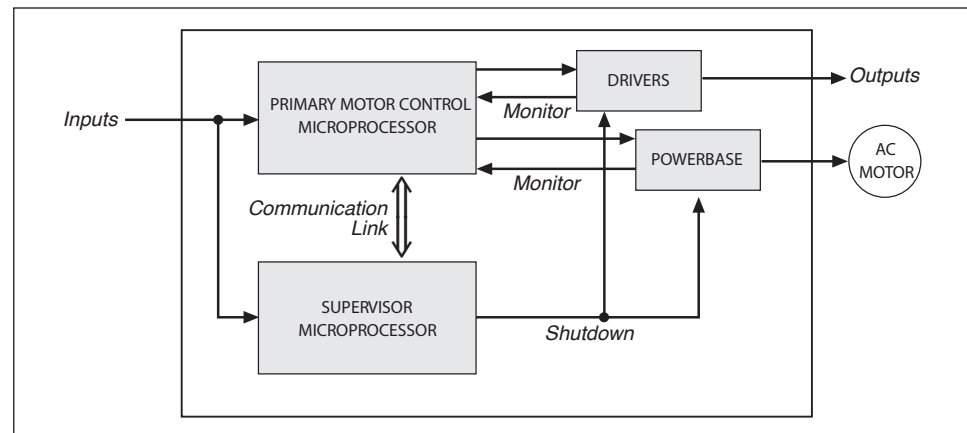 DRIVERS
Outputs
PRIMARY MOTOR CONTROL
MICROPROCESSOR
Monitor
Inputs
POWERBASE
AC
MOTOR
Monitor
Communication
Link
SUPERVISOR
MICROPROCESSOR
Shutdown